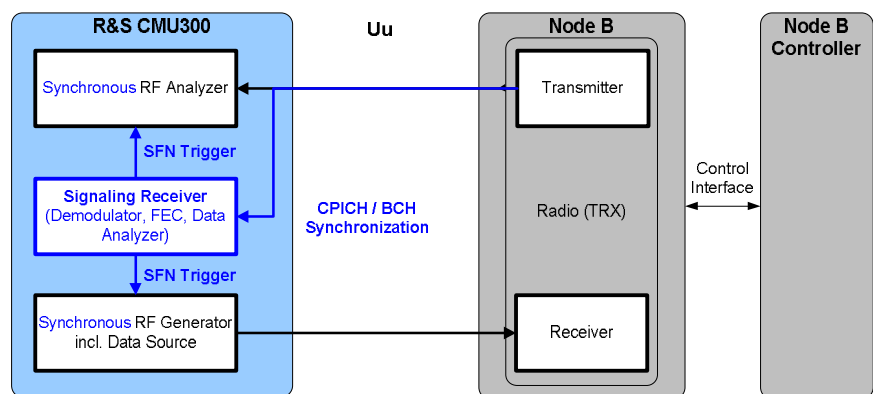 R&S CMU300
Uu
Node B
Node B
Controller
Synchronous RF Analyzer
Transmitter
SFN Trigger
Signaling Receiver
(Demodulator, FEC, Data
Analyzer)
CPICH / BCH
Synchronization
Radio (TRX)
Control
Interface
SFN Trigger
Synchronous RF Generator
incl. Data Source
Receiver